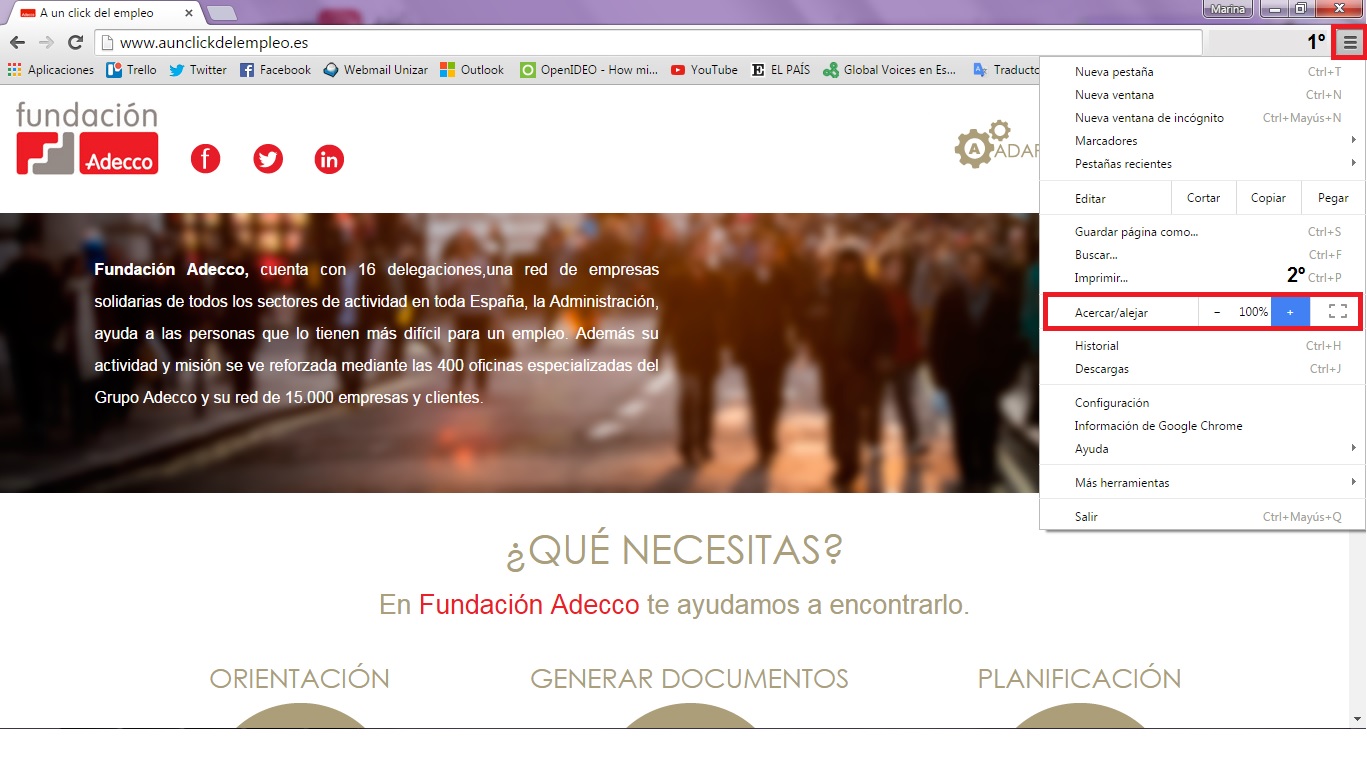 A un click del empleo
Marina
www.aunclickdelempleo.es
1º
Aplicaciones Trello Twitter Facebook Webmail Unizar Outlook OpenIDEO - How mi... YouTube EL PAÍS Global Voices en Es... Traducto
Nueva pestaña Ctrl+T
Nueva ventana Ctrl+N
Nueva ventana de incógnito Ctrl+Mayús+N
Marcadores
Pestañas recientes
Editar Cortar Copiar Pegar
Guardar página como... Ctrl+S
Buscar... Ctrl+F
Imprimir... 2º Ctrl+P
Acercar/alejar - 100% +
Historial Ctrl+H
Descargas Ctrl+J
Configuración
Información de Google Chrome
Ayuda
Más herramientas
Salir Ctrl+Mayús+Q
fundación
Adecco
A ADAP
Fundación Adecco, cuenta con 16 delegaciones,una red de empresas
solidarias de todos los sectores de actividad en toda España, la Administración,
ayuda a las personas que lo tienen más difícil para un empleo. Además su
actividad y misión se ve reforzada mediante las 400 oficinas especializadas del
Grupo Adecco y su red de 15.000 empresas y clientes.
¿QUÉ NECESITAS?
En Fundación Adecco te ayudamos a encontrarlo.
ORIENTACIÓN GENERAR DOCUMENTOS PLANIFICACIÓN